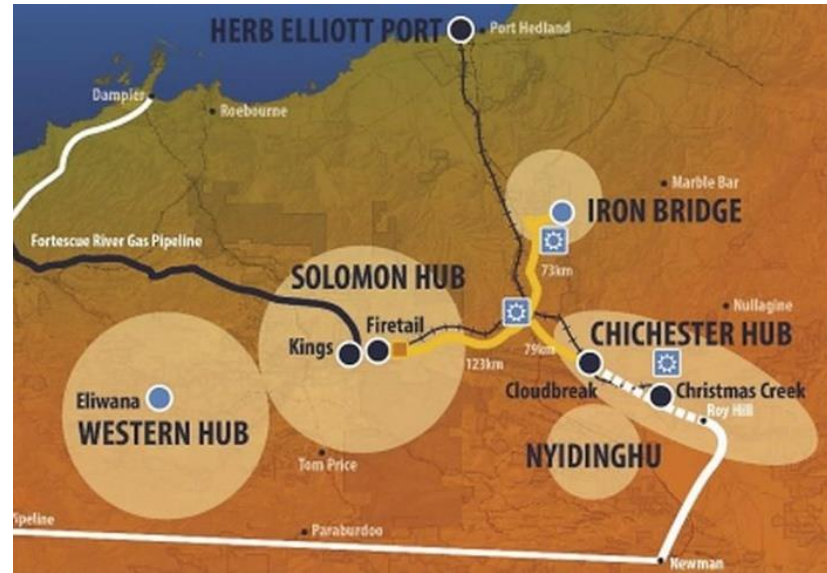 HERB ELLIOTT PORT
Port Hedland
Dampier
Roebourne
Marble Bar
IRON BRIDGE
Fortescue River Gas Pipeline
73km
SOLOMON HUB
Nullagine
Firetail
CHICHESTER HUB
Kings
79km
123km
Cloudbreak
Christmas Creek
Eliwana
Roy Hill
WESTERN HUB
NYIDINGHU
Tom Price
ipeline
Paraburdoo
Newman